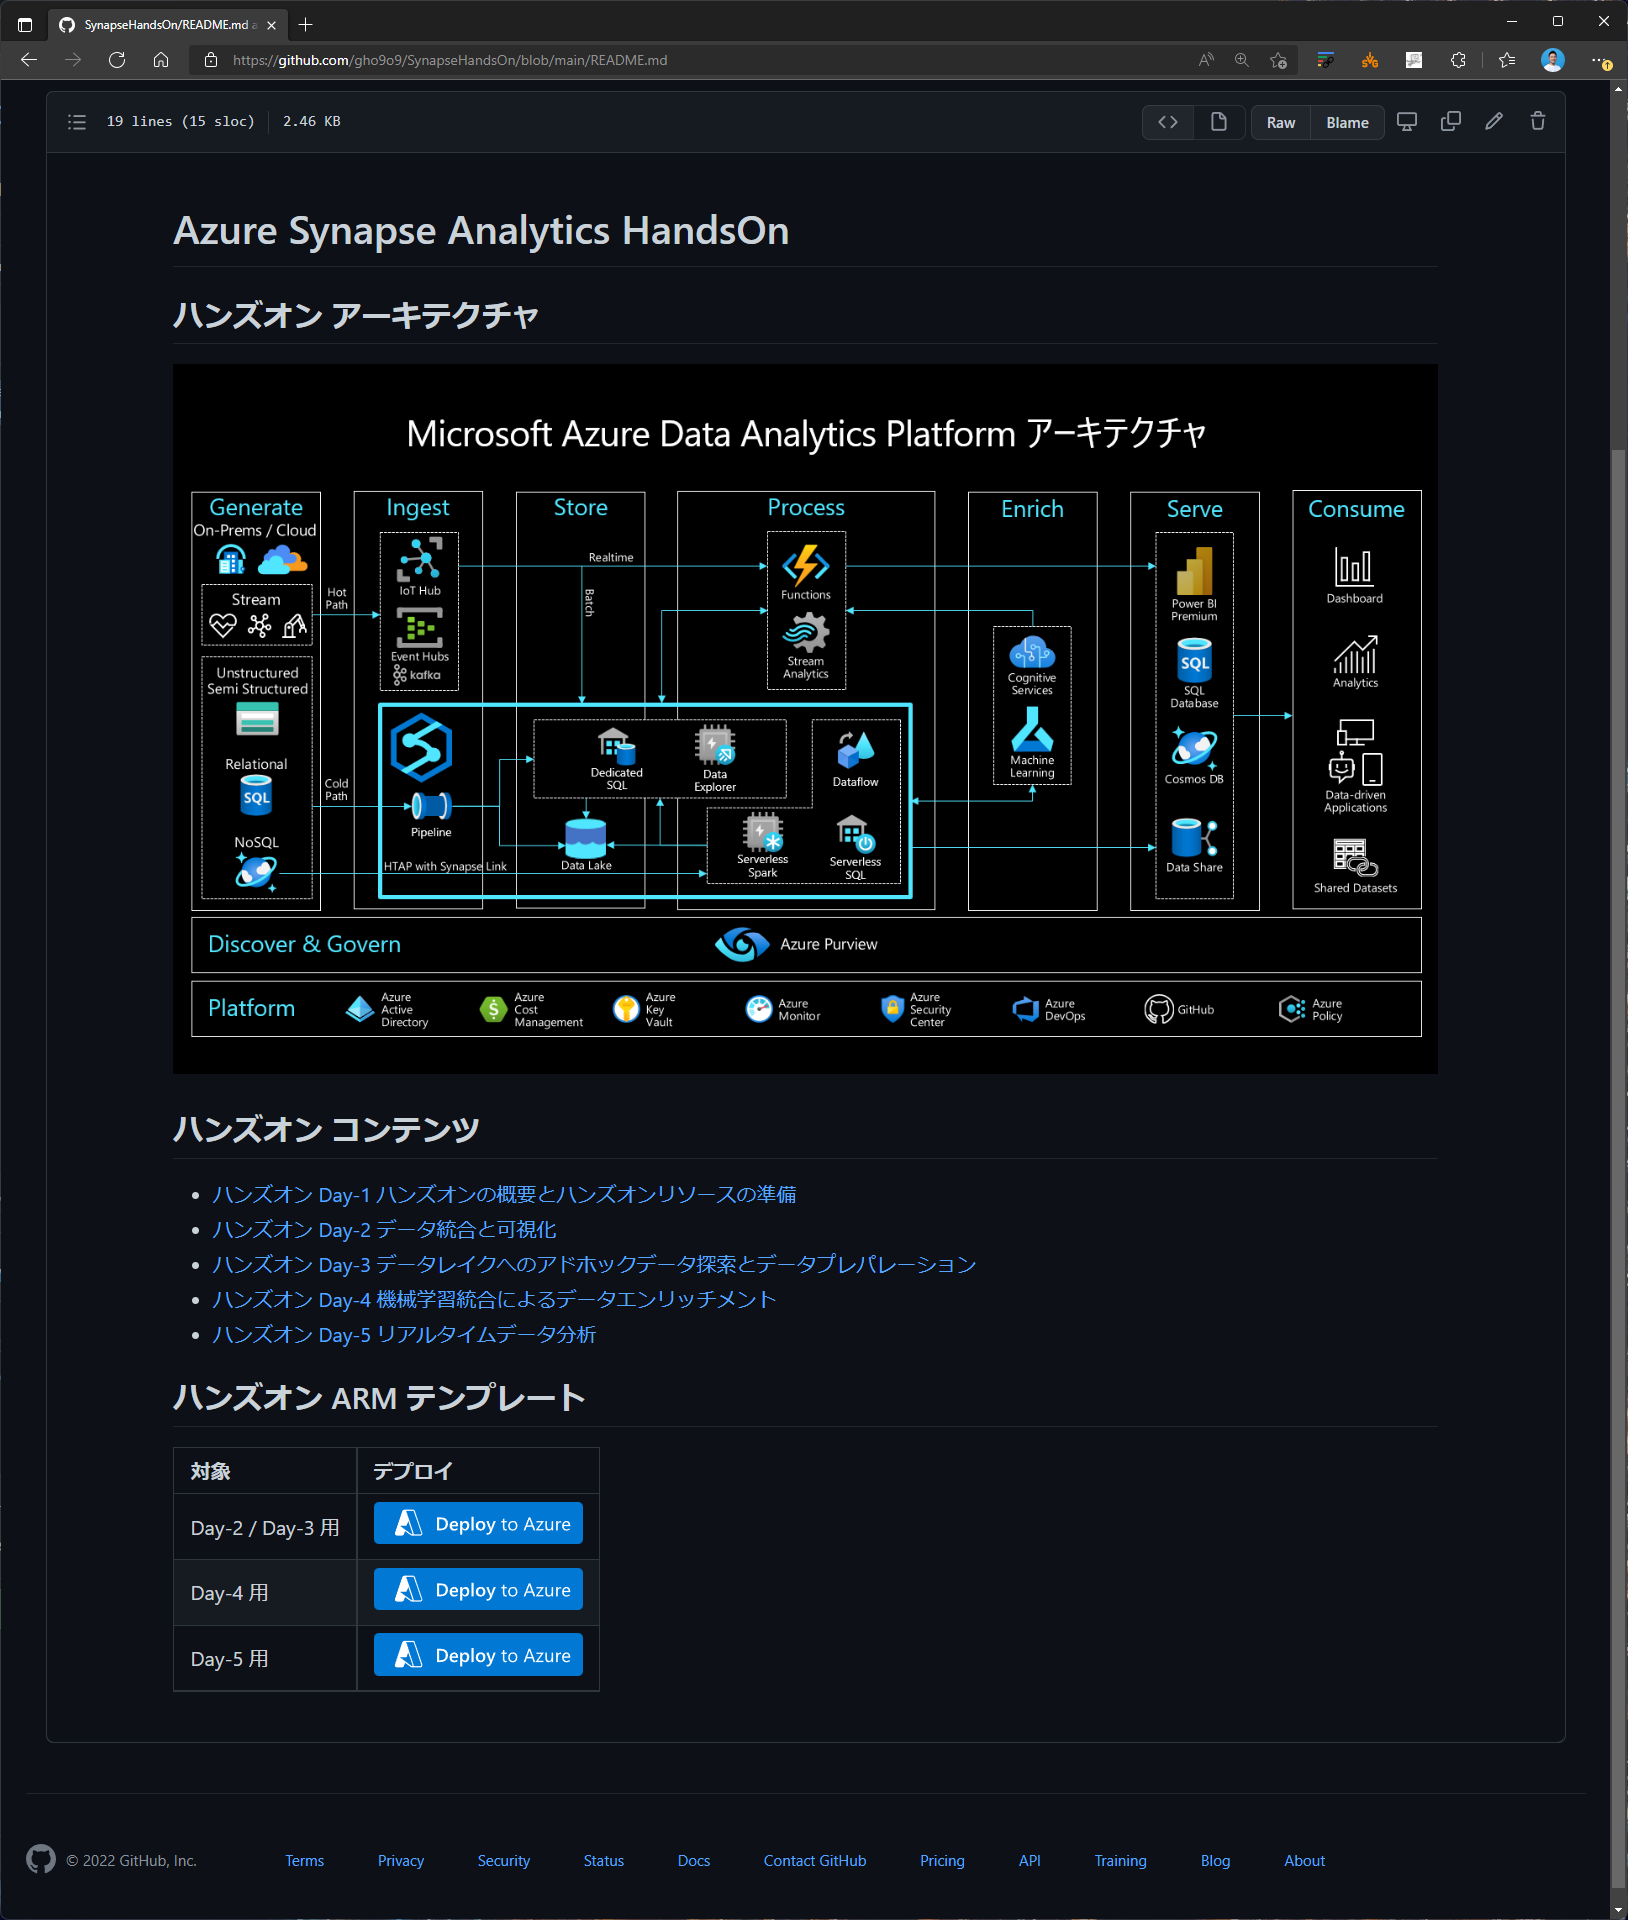 SynapseHandsOn/README.md a
https://github.com/gho9o9/SynapseHandsOn/blob/main/README.md
19 lines (15 sloc)
2.46 KB
Raw
Blame
Azure Synapse Analytics HandsOn
ハンズオン アーキテクチャ
Microsoft Azure Data Analytics Platform アーキテクチャ
Generate
On-Prems / Cloud
Stream
Unstructured
Semi Structured
Relational
SQL
NoSQL
Hot
Path
Cold
Path
Ingest
IoT Hub
Event Hubs
kafka
Store
Realtime
Batch
Process
Functions
Stream
Analytics
Pipeline
HTAP with Synapse Link
Dedicated
SQL
Data
Explorer
Dataflow
Data Lake
Serverless
Spark
Serverless
SQL
Enrich
Cognitive
Services
Machine
Learning
Serve
Power BI
Premium
SQL
SQL
Database
Cosmos DB
Data Share
Consume
Dashboard
Analytics
Data-driven
Applications
Shared Datasets
Discover & Govern
Azure Purview
Platform
Azure
Active
Directory
Azure
Cost
Management
Azure
Key
Vault
Azure
Monitor
Azure
Security
Center
Azure
DevOps
GitHub
Azure
Policy
ハンズオン コンテンツ
ハンズオン Day-1 ハンズオンの概要とハンズオンリソースの準備
ハンズオン Day-2 データ統合と可視化
ハンズオン Day-3 データレイクへのアドホックデータ探索とデータプレパレーション
ハンズオン Day-4 機械学習統合によるデータエンリッチメント
ハンズオン Day-5 リアルタイムデータ分析
ハンズオン ARM テンプレート
対象
デプロイ
Day-2 / Day-3 用
Deploy to Azure
Day-4 用
Deploy to Azure
Day-5 用
Deploy to Azure
© 2022 GitHub, Inc.
Terms
Privacy
Security
Status
Docs
Contact GitHub
Pricing
API
Training
Blog
About